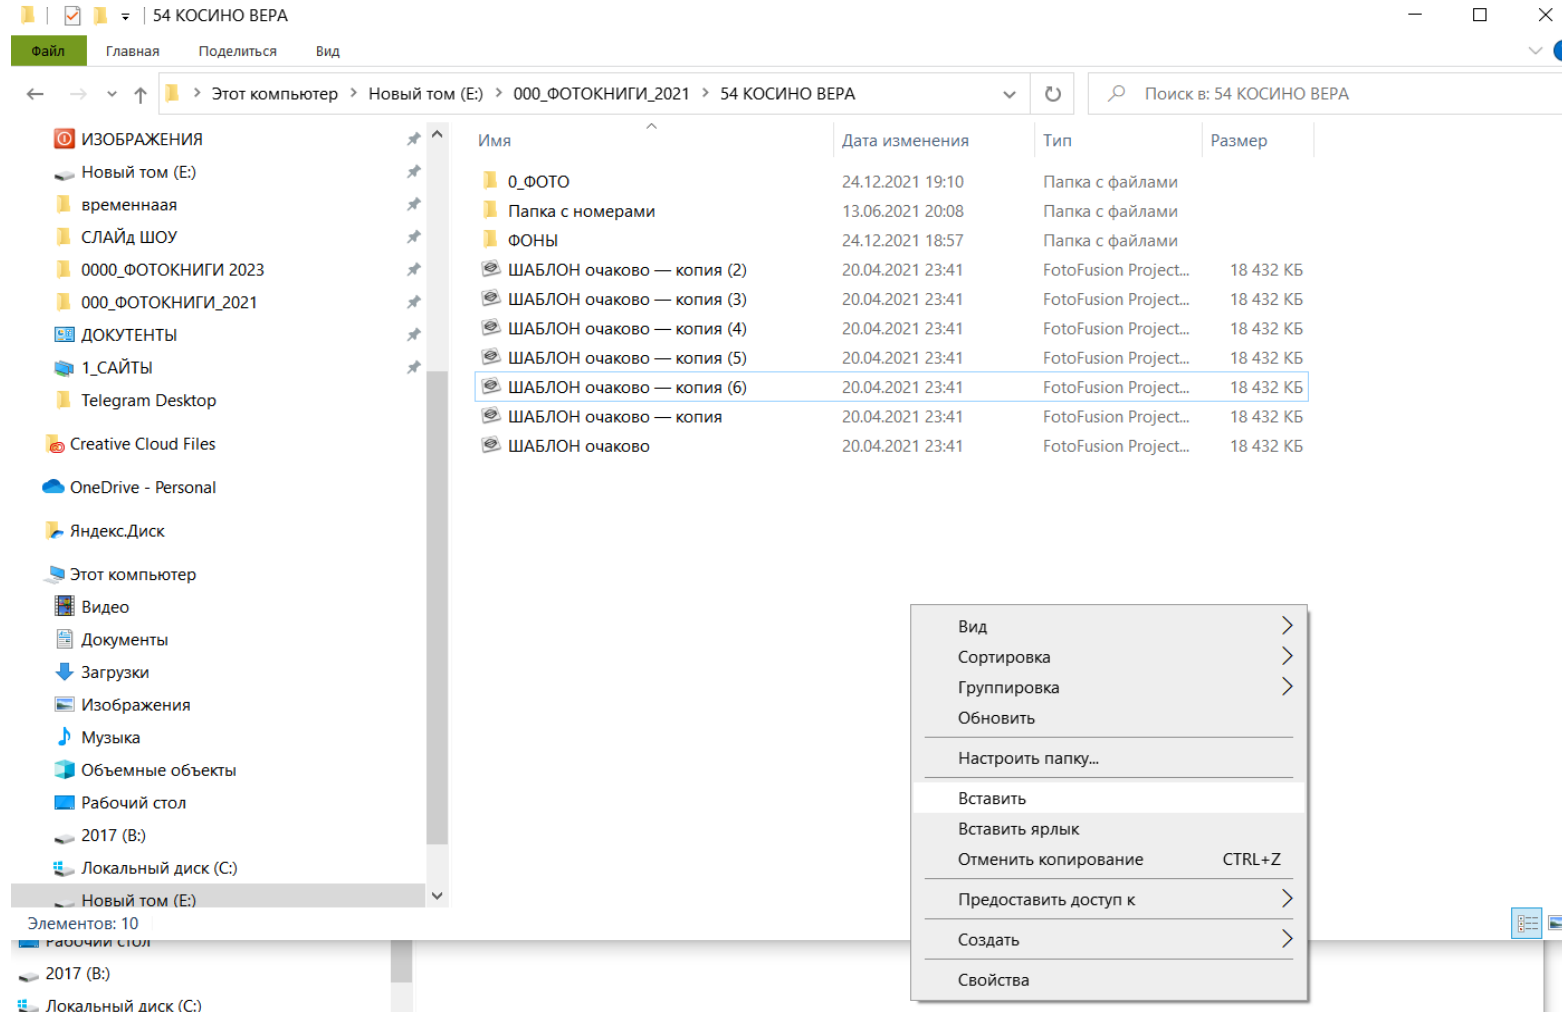 54 КОСИНО ВЕРА
Файл Главная Поделиться Вид
Этот компьютер Новый том (E:) 000_ФОТОКНИГИ_2021 54 КОСИНО ВЕРА
Поиск в: 54 КОСИНО ВЕРА
ИЗОБРАЖЕНИЯ
Новый том (E:)
временнаая
СЛАЙд ШОУ
0000_ФОТОКНИГИ 2023
000_ФОТОКНИГИ_2021
ДОКУТЕНТЫ
1_САЙТЫ
Telegram Desktop
Creative Cloud Files
OneDrive - Personal
Яндекс.Диск
Этот компьютер
Видео
Документы
Загрузки
Изображения
Музыка
Объемные объекты
Рабочий стол
2017 (B:)
Локальный диск (C:)
Новый том (E:)
Имя Дата изменения Тип Размер
0_ФОТО 24.12.2021 19:10 Папка с файлами
Папка с номерами 13.06.2021 20:08 Папка с файлами
ФОНЫ 24.12.2021 18:57 Папка с файлами
ШАБЛОН очаково — копия (2) 20.04.2021 23:41 FotoFusion Project... 18 432 КБ
ШАБЛОН очаково — копия (3) 20.04.2021 23:41 FotoFusion Project... 18 432 КБ
ШАБЛОН очаково — копия (4) 20.04.2021 23:41 FotoFusion Project... 18 432 КБ
ШАБЛОН очаково — копия (5) 20.04.2021 23:41 FotoFusion Project... 18 432 КБ
ШАБЛОН очаково — копия (6) 20.04.2021 23:41 FotoFusion Project... 18 432 КБ
ШАБЛОН очаково — копия 20.04.2021 23:41 FotoFusion Project... 18 432 КБ
ШАБЛОН очаково 20.04.2021 23:41 FotoFusion Project... 18 432 КБ
Вид
Сортировка
Группировка
Обновить
Настроить папку...
Вставить
Вставить ярлык
Отменить копирование CTRL+Z
Предоставить доступ к
Создать
Свойства
Элементов: 10
Рабочий стол
2017 (B:)
Локальный диск (C:)